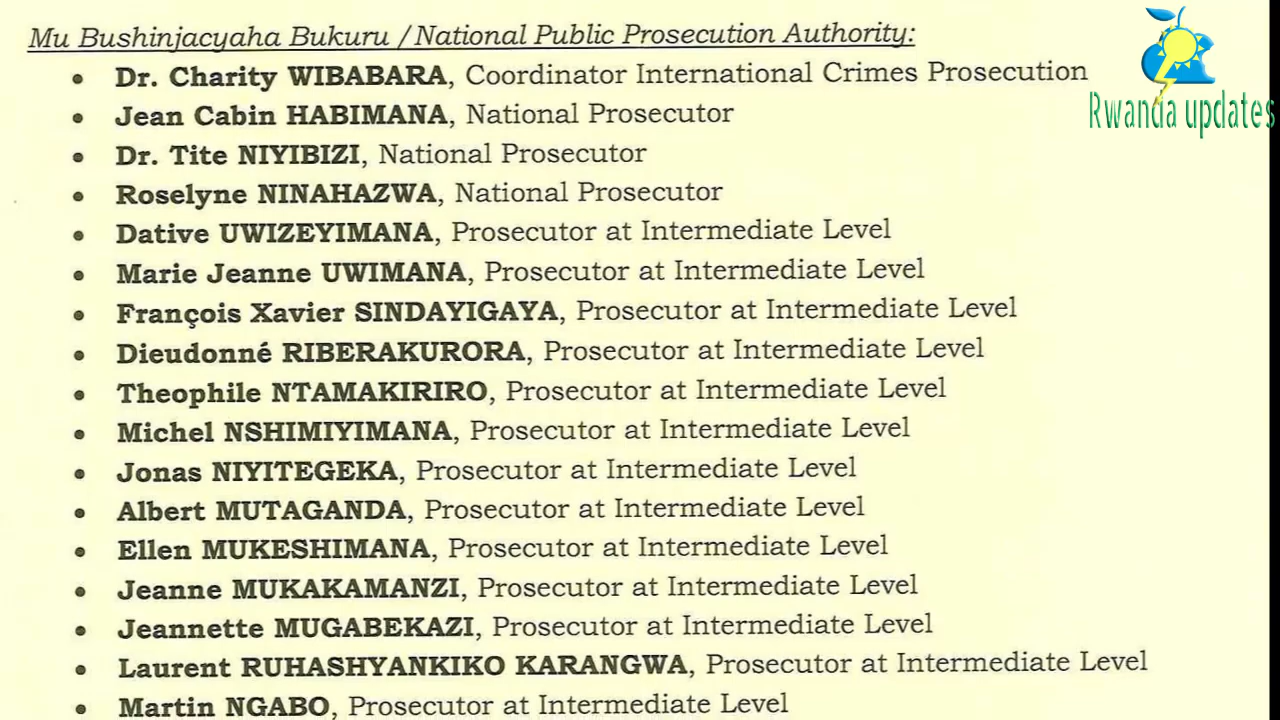 Mu Bushinjacyaha Bukuru / National Public Prosecution Authority:
• Dr. Charity WIBABARA, Coordinator International Crimes Prosecution
• Jean Cabin HABIMANA, National Prosecutor
• Dr. Tite NIYIBIZI, National Prosecutor
• Roselyne NINAHAZWA, National Prosecutor
• Dative UWIZEYIMANA, Prosecutor at Intermediate Level
• Marie Jeanne UWIMANA, Prosecutor at Intermediate Level
• François Xavier SINDAYIGAYA, Prosecutor at Intermediate Level
• Dieudonné RIBERAKURORA, Prosecutor at Intermediate Level
• Theophile NTAMAKIRIRO, Prosecutor at Intermediate Level
• Michel NSHIMIYIMANA, Prosecutor at Intermediate Level
• Jonas NIYITEGEKA, Prosecutor at Intermediate Level
• Albert MUTAGANDA, Prosecutor at Intermediate Level
• Ellen MUKESHIMANA, Prosecutor at Intermediate Level
• Jeanne MUKAKAMANZI, Prosecutor at Intermediate Level
• Jeannette MUGABEKAZI, Prosecutor at Intermediate Level
• Laurent RUHASHYANKIKO KARANGWA, Prosecutor at Intermediate Level
• Martin NGABO, Prosecutor at Intermediate Level
Rwanda updates